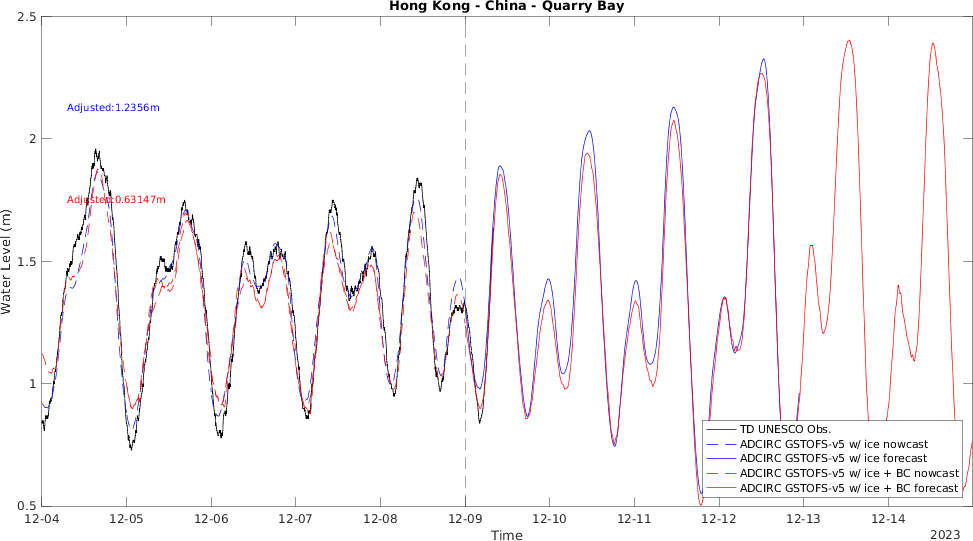 Hong Kong - China - Quarry Bay
2.5
2
1.5
1
0.5
Water Level (m)
Adjusted:1.2356m
Adjusted:0.63147m
TD UNESCO Obs.
ADCIRC GSTOFS-v5 w/ ice nowcast
ADCIRC GSTOFS-v5 w/ ice forecast
ADCIRC GSTOFS-v5 w/ ice + BC nowcast
ADCIRC GSTOFS-v5 w/ ice + BC forecast
12-04 12-05 12-06 12-07 12-08 12-09 12-10 12-11 12-12 12-13 12-14
Time
2023